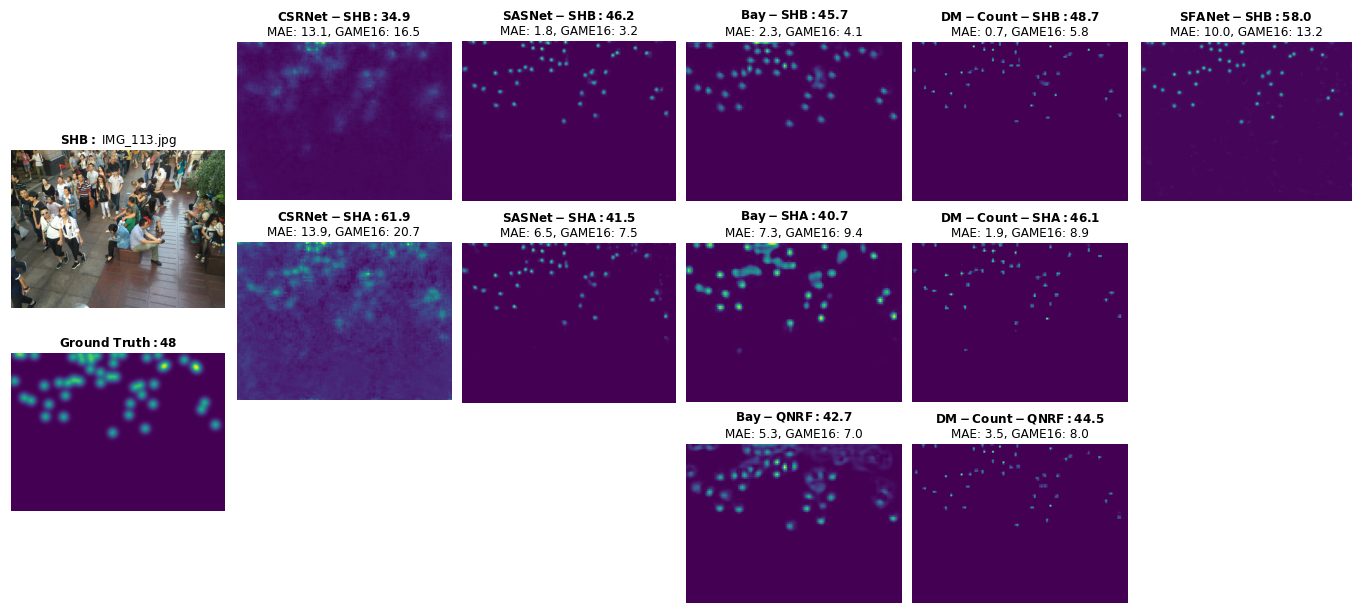 SHB: IMG_113.jpg
Ground Truth: 48
CSRNet-SHB: 34.9
MAE: 13.1, GAME16: 16.5
SASNet-SHB: 46.2
MAE: 1.8, GAME16: 3.2
Bay-SHB: 45.7
MAE: 2.3, GAME16: 4.1
DM-Count-SHB: 48.7
MAE: 0.7, GAME16: 5.8
SFANet-SHB: 58.0
MAE: 10.0, GAME16: 13.2
CSRNet-SHA: 61.9
MAE: 13.9, GAME16: 20.7
SASNet-SHA: 41.5
MAE: 6.5, GAME16: 7.5
Bay-SHA: 40.7
MAE: 7.3, GAME16: 9.4
DM-Count-SHA: 46.1
MAE: 1.9, GAME16: 8.9
Bay-QNRF: 42.7
MAE: 5.3, GAME16: 7.0
DM-Count-QNRF: 44.5
MAE: 3.5, GAME16: 8.0